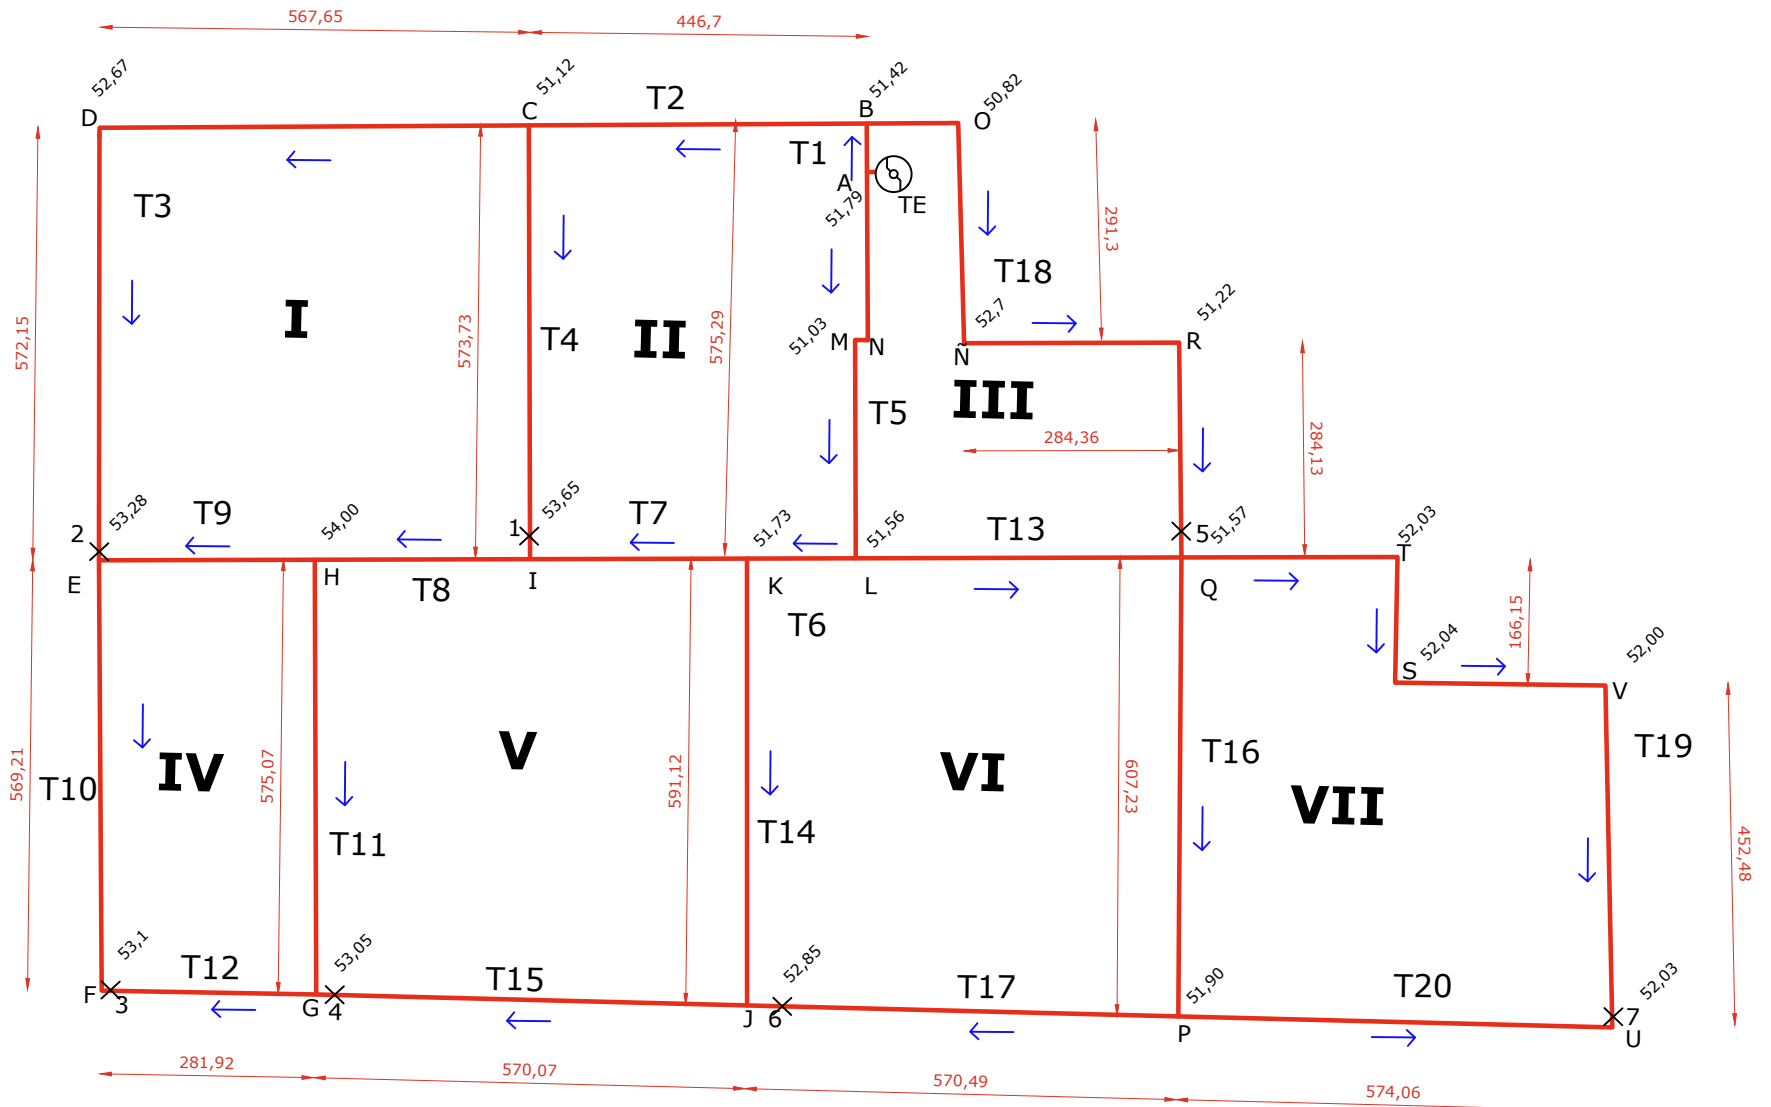 567,65
446,7
52,67
51,12
51,42
50,82
D
C
T2
B
O
T1
A
51,79
TE
T3
291,3
T18
I
T4
II
572,15
573,73
575,29
51,03
M
N
52,7
Ñ
51,22
R
III
T5
284,36
284,13
2
53,28
T9
54,00
1
53,65
T7
51,73
51,56
T13
5
51,57
52,03
T
E
H
T8
I
K
L
Q
T6
166,15
52,04
S
52,00
V
T19
569,21
T10
IV
575,07
V
T11
591,12
T14
VI
607,23
T16
VII
452,48
53,1
T12
53,05
T15
52,85
T17
51,90
T20
52,03
F
3
G
4
J
6
P
7
U
281,92
570,07
570,49
574,06